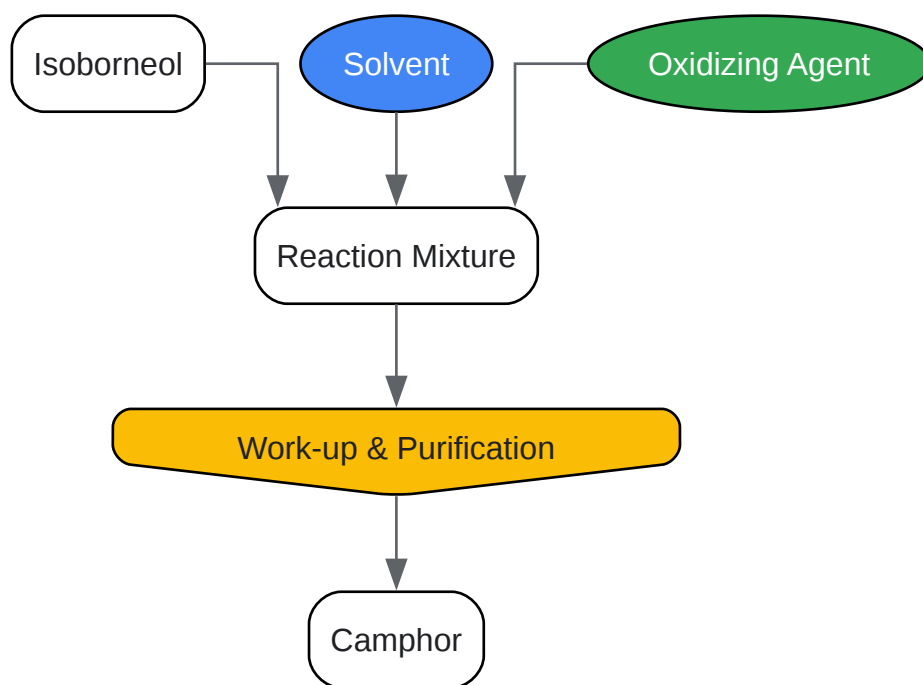 Isoborneol
Solvent
Oxidizing Agent
Reaction Mixture
Work-up & Purification
Camphor